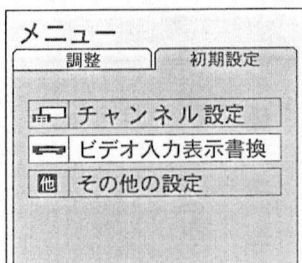 メニュー
調整 初期設定
チャンネル設定
ビデオ入力表示書換
他 その他の設定